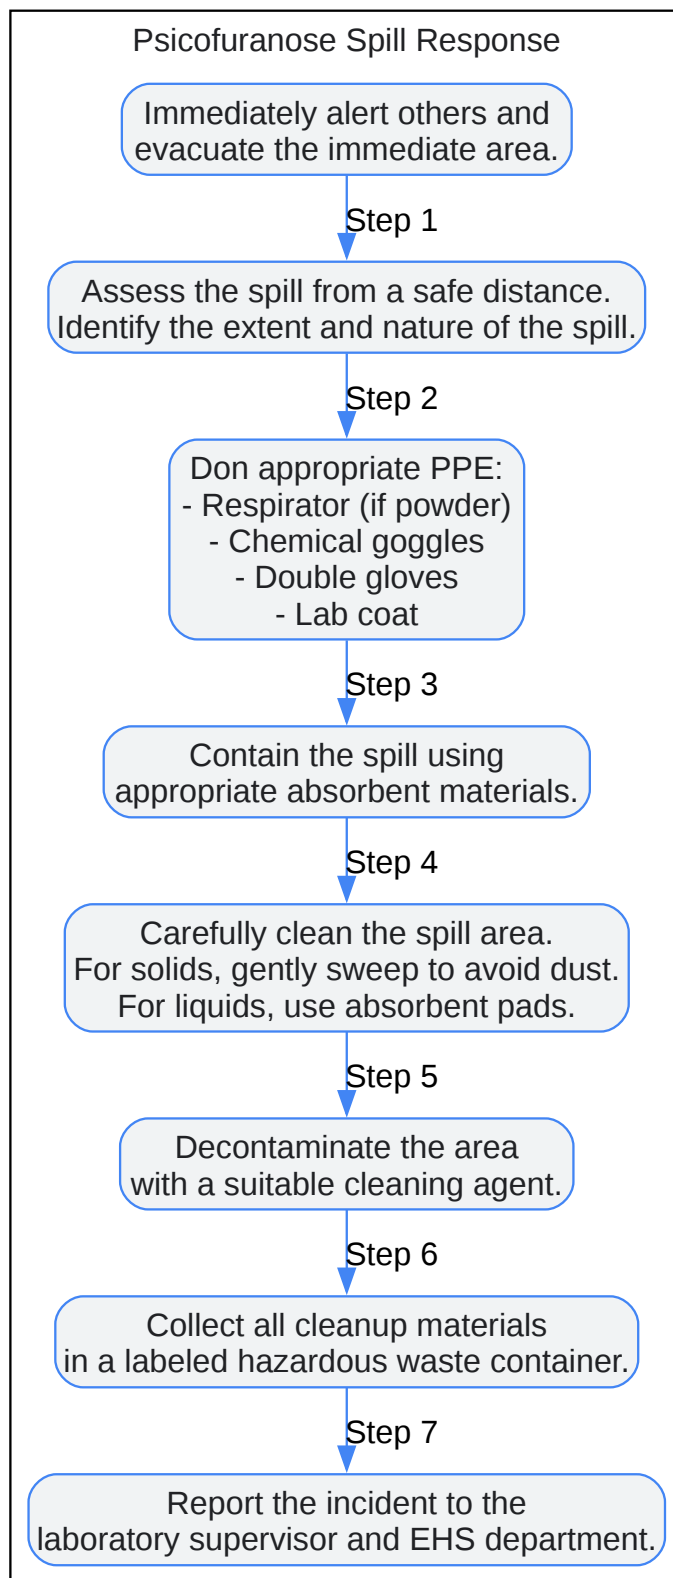 Psicofuranose Spill Response
Immediately alert others and
evacuate the immediate area.
Step 1
Assess the spill from a safe distance.
Identify the extent and nature of the spill.
Step 2
Don appropriate PPE:
- Respirator (if powder)
- Chemical goggles
- Double gloves
- Lab coat
Step 3
Contain the spill using
appropriate absorbent materials.
Step 4
Carefully clean the spill area.
For solids, gently sweep to avoid dust.
For liquids, use absorbent pads.
Step 5
Decontaminate the area
with a suitable cleaning agent.
Step 6
Collect all cleanup materials
in a labeled hazardous waste container.
Step 7
Report the incident to the
laboratory supervisor and EHS department.